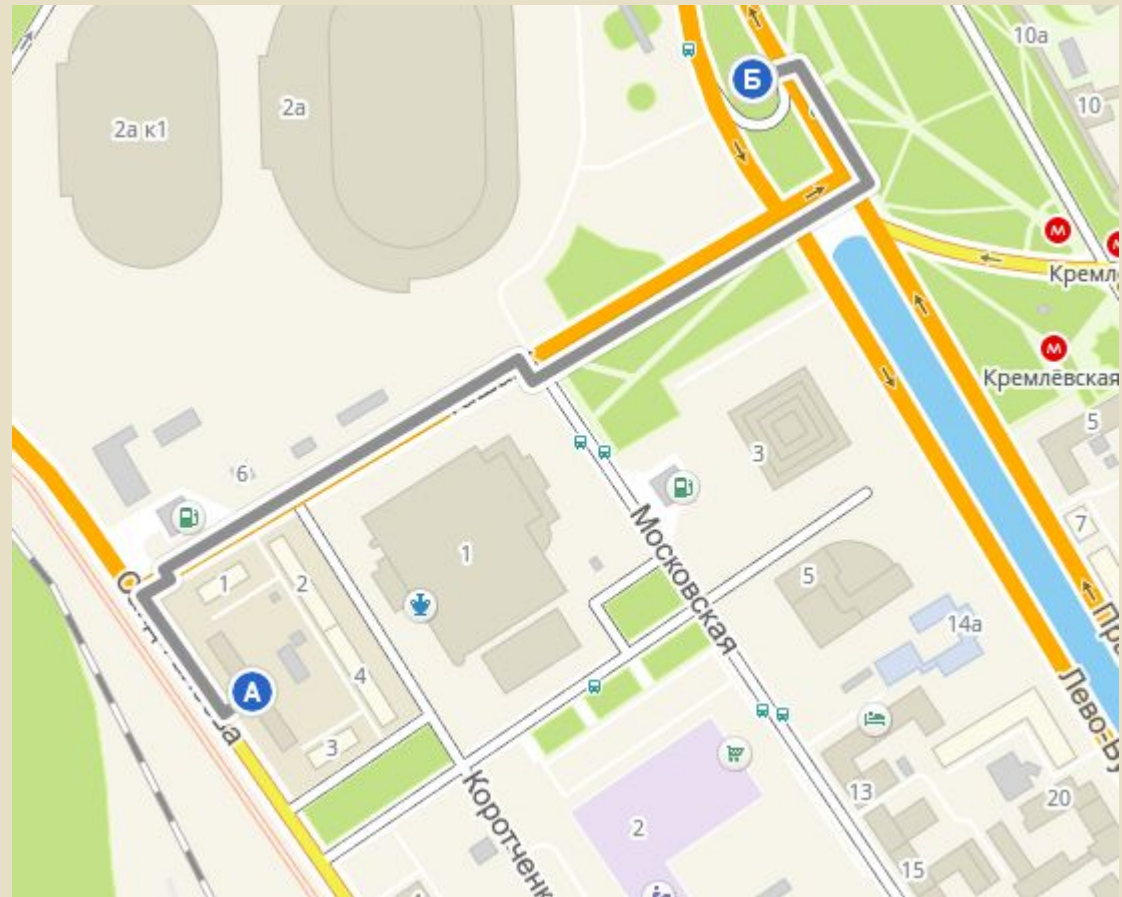 10а
Б
2а
2а к1
10
М
М
Кремл
М
Кремлёвская
5
3
6
7
1
Московская
1
2
5
14а
4
А
3
Лево-Бу
13
20
Коротченк
2
15